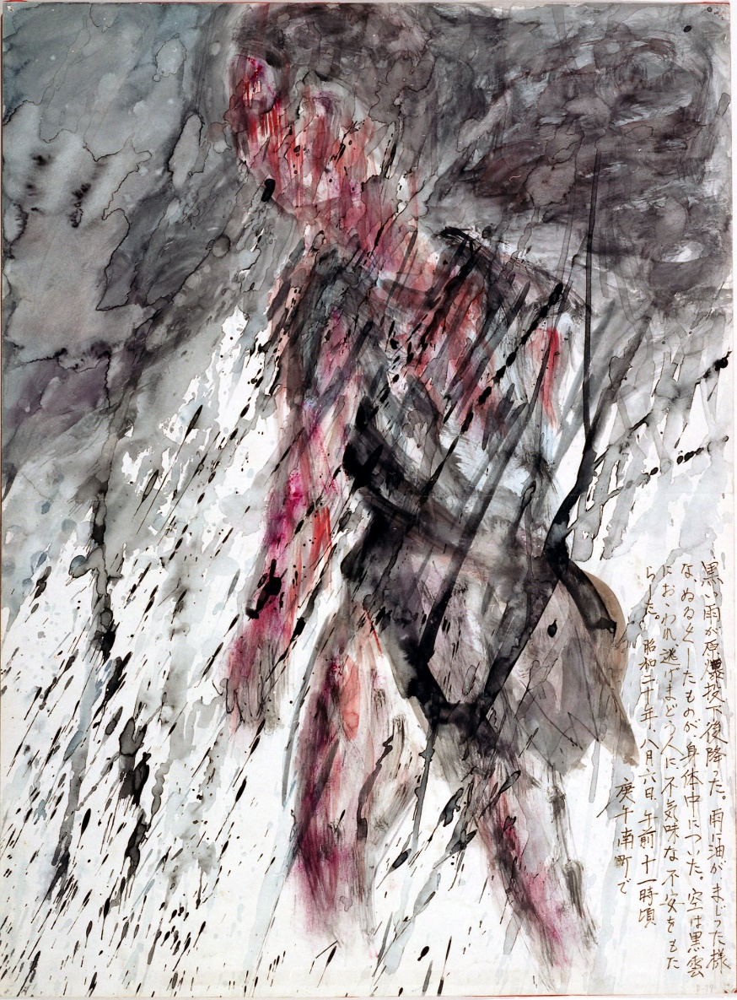 黒い雨が原爆投下後降った。雨に油がまじった様
な、ぬるとしたものが、身体中についた。空は黒雲
におゝわれ、逃げまどう人に不気味な不安をもた
らした。昭和二十年、八月六日、午前十一時頃
庚午南町で